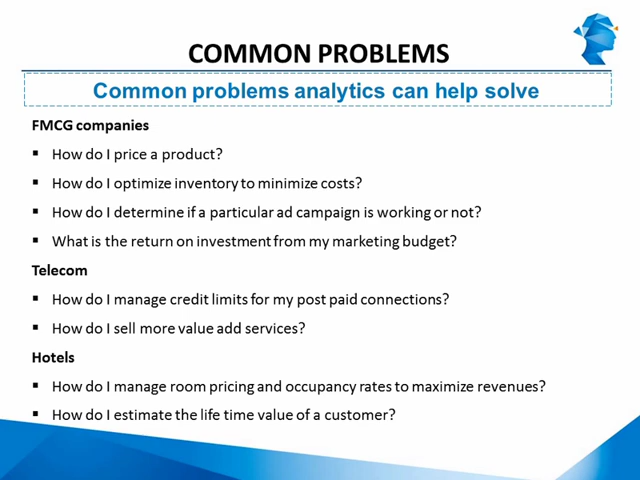 COMMON PROBLEMS
Common problems analytics can help solve
FMCG companies
▪ How do I price a product?
▪ How do I optimize inventory to minimize costs?
▪ How do I determine if a particular ad campaign is working or not?
▪ What is the return on investment from my marketing budget?
Telecom
▪ How do I manage credit limits for my post paid connections?
▪ How do I sell more value add services?
Hotels
▪ How do I manage room pricing and occupancy rates to maximize revenues?
▪ How do I estimate the life time value of a customer?